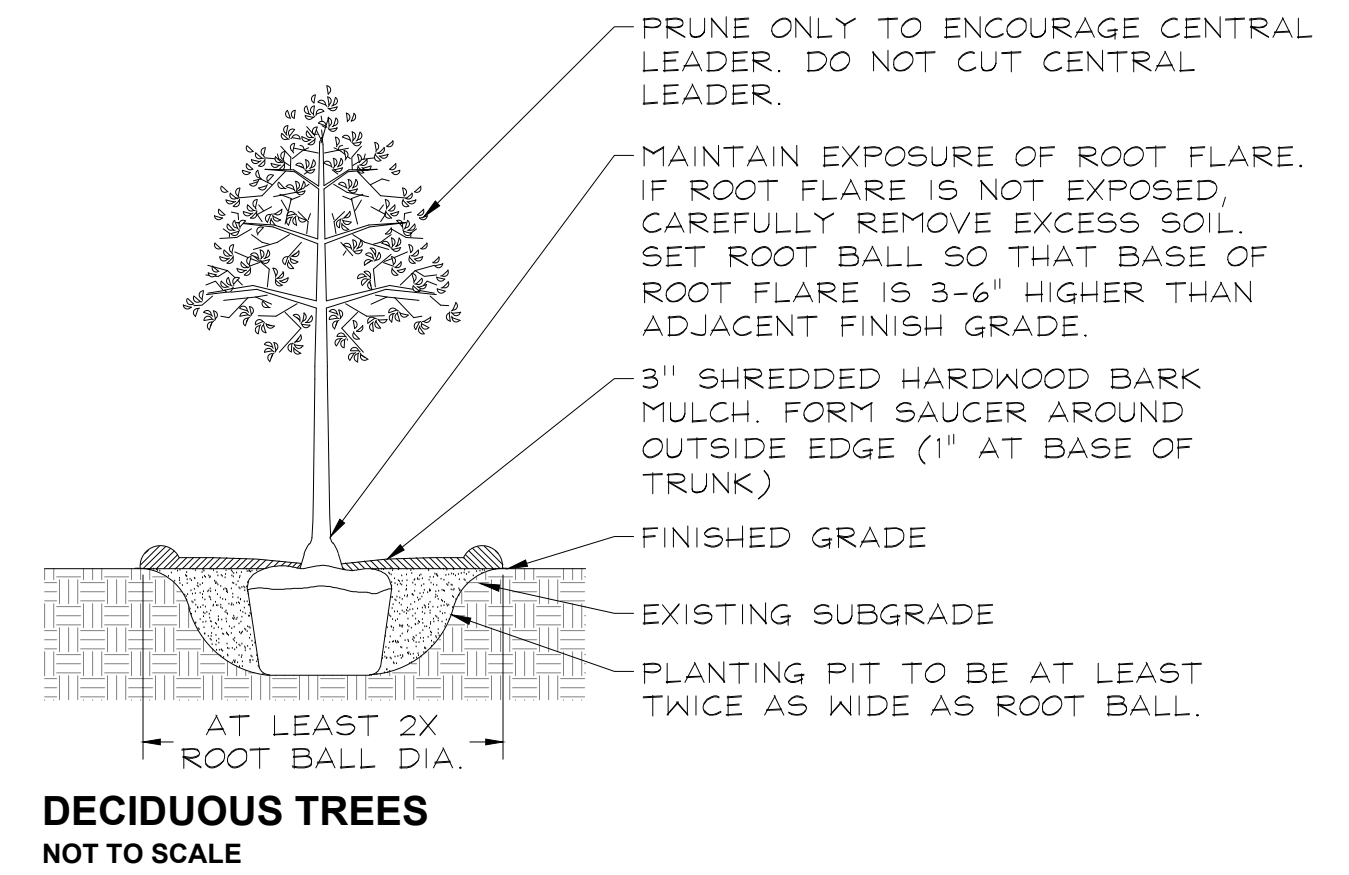 PRUNE ONLY TO ENCOURAGE CENTRAL
LEADER. DO NOT CUT CENTRAL
LEADER.
MAINTAIN EXPOSURE OF ROOT FLARE.
IF ROOT FLARE IS NOT EXPOSED,
CAREFULLY REMOVE EXCESS SOIL.
SET ROOT BALL SO THAT BASE OF
ROOT FLARE IS 3-6" HIGHER THAN
ADJACENT FINISH GRADE.
3" SHREDDED HARDWOOD BARK
MULCH. FORM SAUCER AROUND
OUTSIDE EDGE (1" AT BASE OF
TRUNK)
FINISHED GRADE
EXISTING SUBGRADE
PLANTING PIT TO BE AT LEAST
TWICE AS WIDE AS ROOT BALL.
AT LEAST 2X
ROOT BALL DIA.
DECIDUOUS TREES
NOT TO SCALE